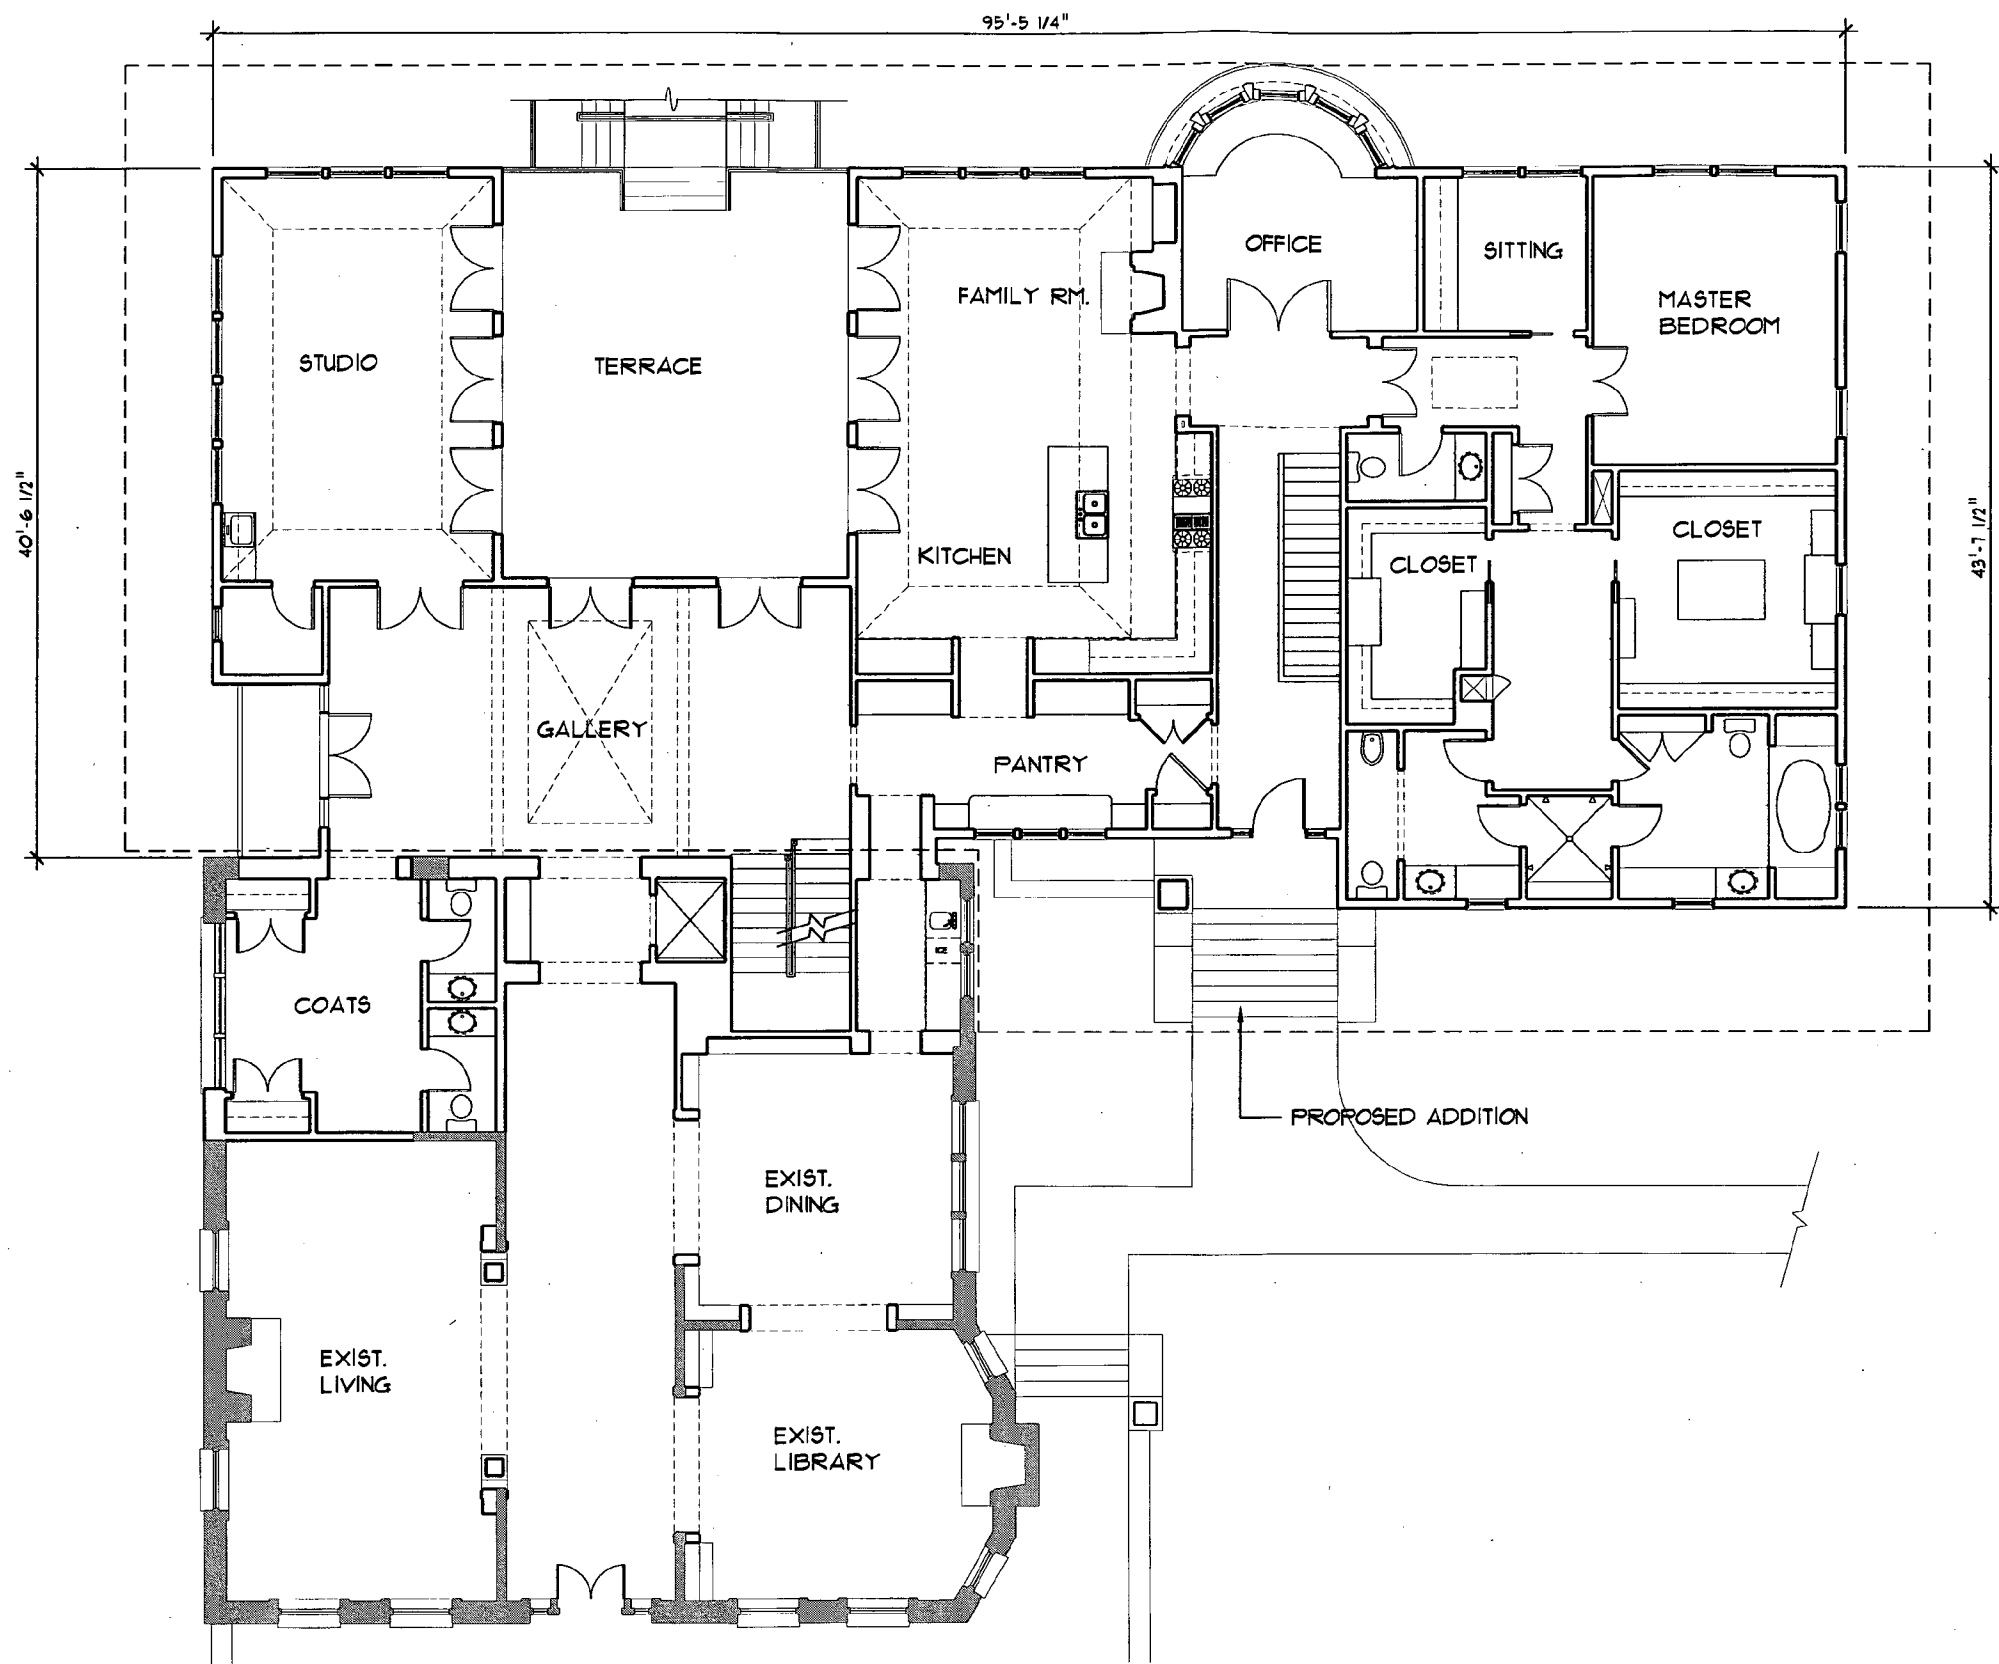 95'-5 1/4"
OFFICE
SITTING
FAMILY RM.
MASTER
BEDROOM
STUDIO
TERRACE
40'-6 1/2"
43'-7 1/2"
KITCHEN
CLOSET
CLOSET
GALLERY
PANTRY
ICE
COATS
PROPOSED ADDITION
EXIST.
DINING
EXIST.
LIVING
EXIST.
LIBRARY